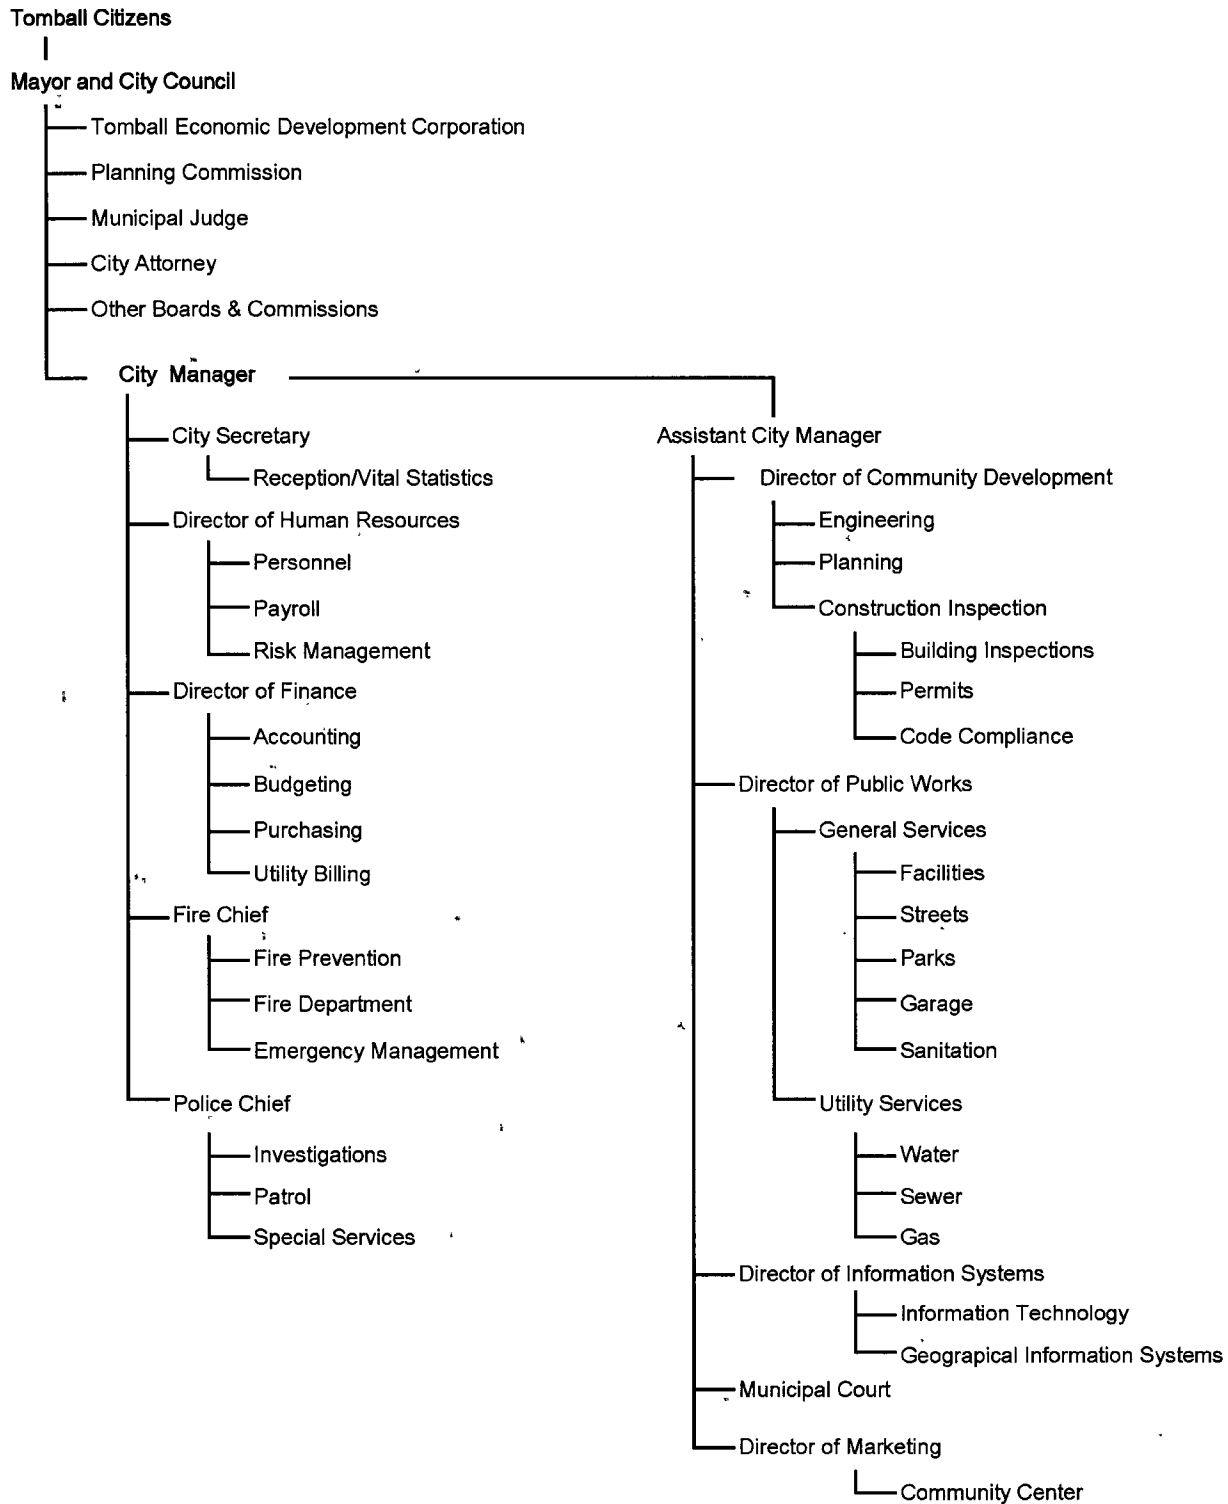 Tomball Citizens
Mayor and City Council
Tomball Economic Development Corporation
Planning Commission
Municipal Judge
City Attorney
Other Boards & Commissions
City Manager
City Secretary
Reception/Vital Statistics
Director of Human Resources
Personnel
Payroll
Risk Management
Director of Finance
Accounting
Budgeting
Purchasing
Utility Billing
Fire Chief
Fire Prevention
Fire Department
Emergency Management
Police Chief
Investigations
Patrol
Special Services
Assistant City Manager
Director of Community Development
Engineering
Planning
Construction Inspection
Building Inspections
Permits
Code Compliance
Director of Public Works
General Services
Facilities
Streets
Parks
Garage
Sanitation
Utility Services
Water
Sewer
Gas
Director of Information Systems
Information Technology
Geograpical Information Systems
Municipal Court
Director of Marketing
Community Center